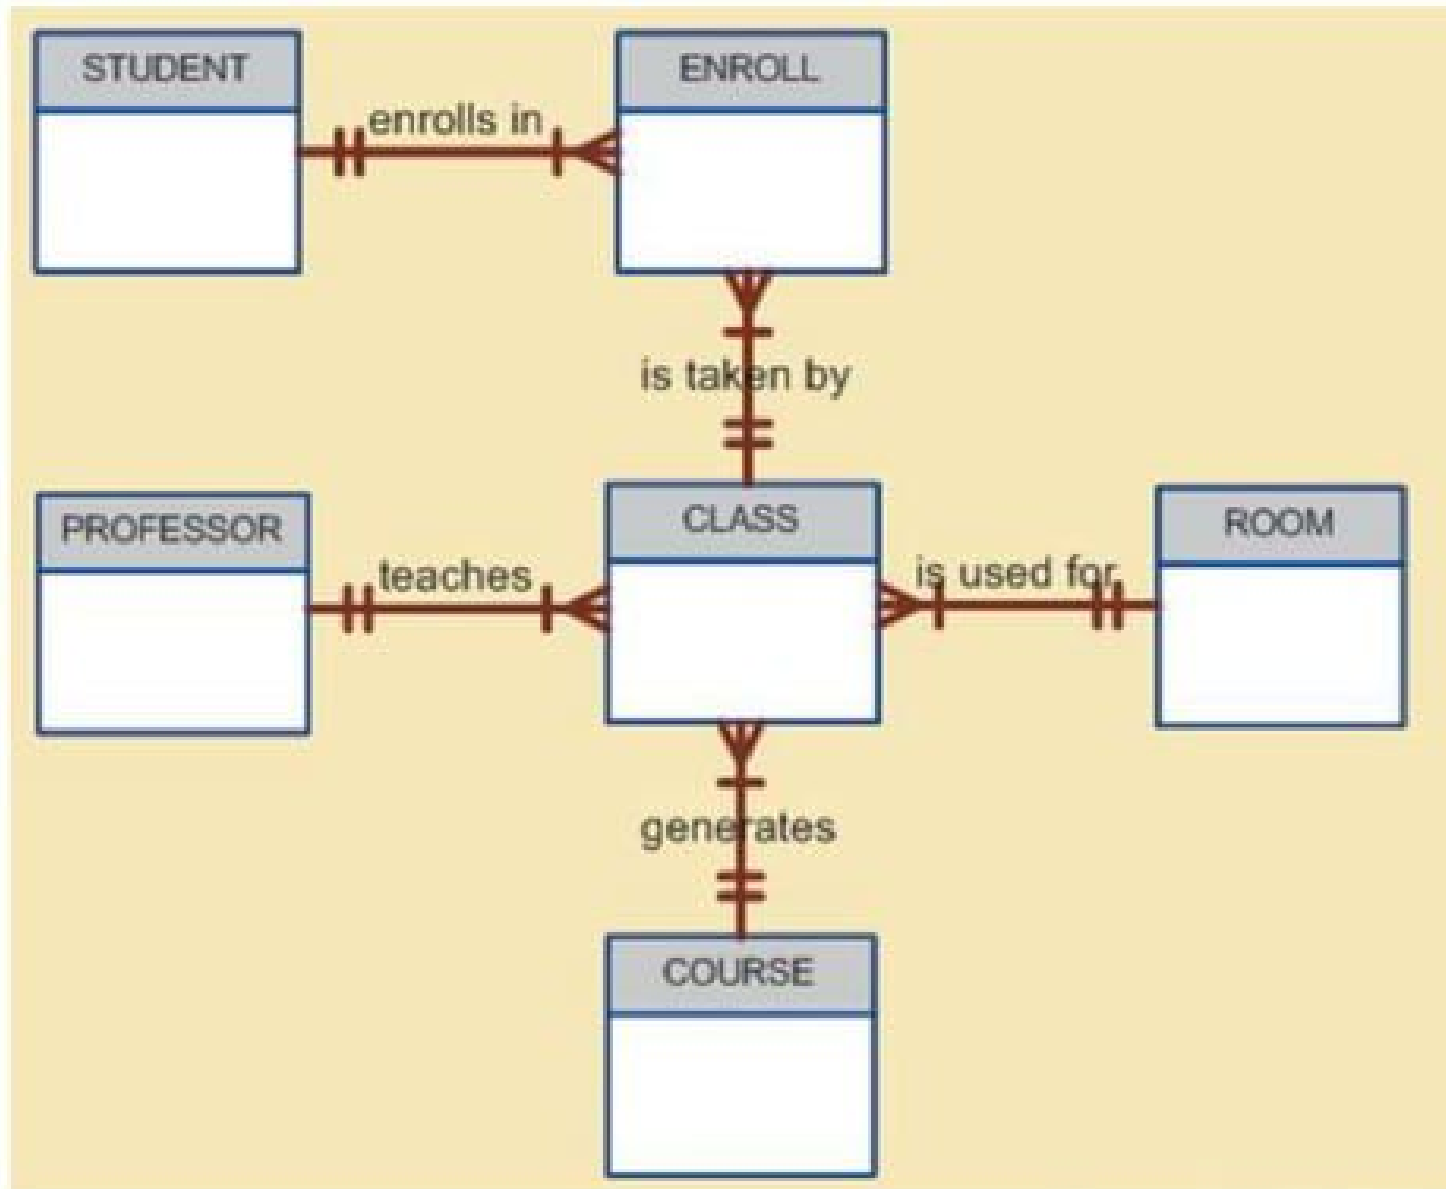 STUDENT
ENROLL
enrolls in
is taken by
PROFESSOR
CLASS
ROOM
teaches
is used for
generates
COURSE